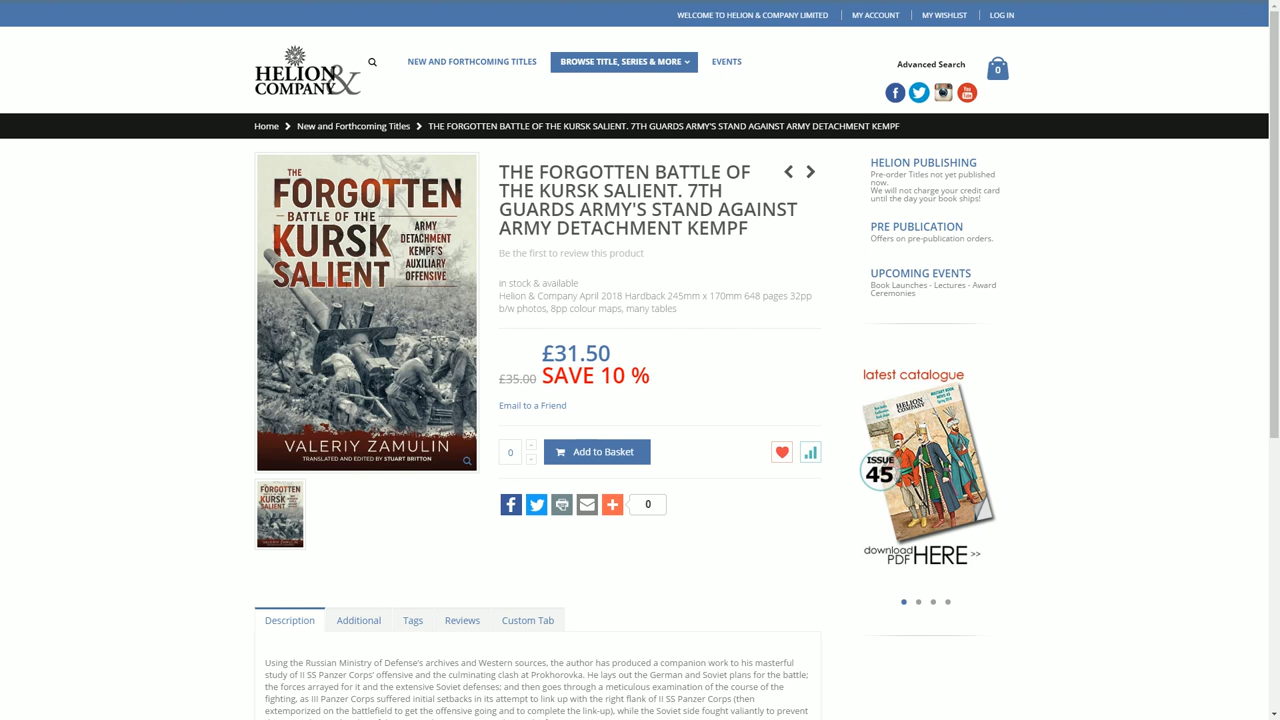 WELCOME TO HELION & COMPANY LIMITED
MY ACCOUNT
MY WISHLIST
LOG IN
HELION &
COMPANY
NEW AND FORTHCOMING TITLES
BROWSE TITLE, SERIES & MORE
EVENTS
Advanced Search
0
You
Tube
Home
New and Forthcoming Titles
THE FORGOTTEN BATTLE OF THE KURSK SALIENT. 7TH GUARDS ARMY'S STAND AGAINST ARMY DETACHMENT KEMPF
THE
FORGOTTEN
BATTLE OF THE
KURSK
SALIENT
ARMY
DETACHMENT
KEMPF'S
AUXILIARY
OFFENSIVE
VALERIY ZAMULIN
TRANSLATED AND EDITED BY STUART BRITTON
THE FORGOTTEN BATTLE OF
THE KURSK SALIENT. 7TH
GUARDS ARMY'S STAND AGAINST
ARMY DETACHMENT KEMPF
Be the first to review this product
in stock & available
Helion & Company April 2018 Hardback 245mm x 170mm 648 pages 32pp
b/w photos, 8pp colour maps, many tables
£31.50
£35.00 SAVE 10 %
Email to a Friend
0
Add to Basket
0
HELION PUBLISHING
Pre-order Titles not yet published
now.
We will not charge your credit card
until the day your book ships!
PRE PUBLICATION
Offers on pre-publication orders.
UPCOMING EVENTS
Book Launches - Lectures - Award
Ceremonies
latest catalogue
HELION
COMPANY
ISSUE
45
download
PDF HERE >>
FORGOTTEN
KURSK
SALIENT
Description
Additional
Tags
Reviews
Custom Tab
Using the Russian Ministry of Defense's archives and Western sources, the author has produced a companion work to his masterful
study of II SS Panzer Corps' offensive and the culminating clash at Prokhorovka. He lays out the German and Soviet plans for the battle;
the forces arrayed for it and the extensive Soviet defenses; and then goes through a meticulous examination of the course of the
fighting, as III Panzer Corps suffered initial setbacks in its attempt to link up with the right flank of II SS Panzer Corps (then
extemporized on the battlefield to get the offensive going and to complete the link-up), while the Soviet side fought valiantly to prevent